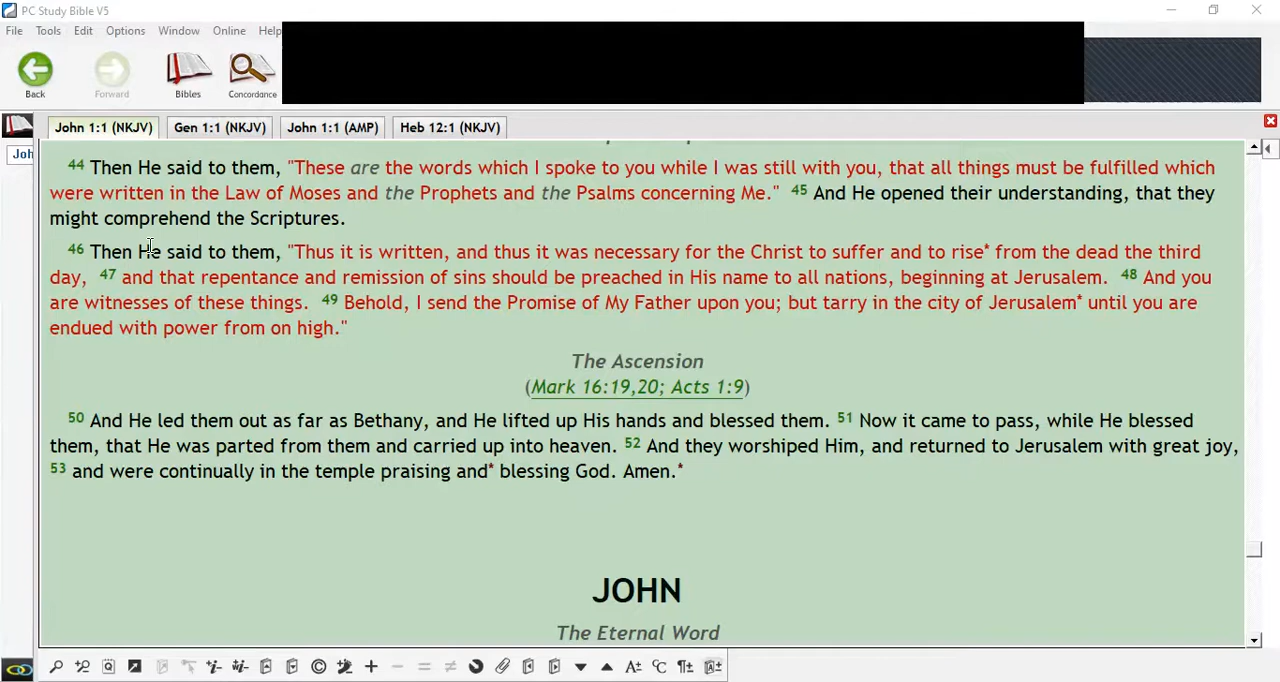 PC Study Bible V5
File Tools Edit Options Window Online Help
Back Forward Bibles Concordance
John 1:1 (NKJV) Gen 1:1 (NKJV) John 1:1 (AMP) Heb 12:1 (NKJV)
Joh
44 Then He said to them, "These are the words which I spoke to you while I was still with you, that all things must be fulfilled which
were written in the Law of Moses and the Prophets and the Psalms concerning Me." 45 And He opened their understanding, that they
might comprehend the Scriptures.
46 Then He said to them, "Thus it is written, and thus it was necessary for the Christ to suffer and to rise* from the dead the third
day, 47 and that repentance and remission of sins should be preached in His name to all nations, beginning at Jerusalem. 48 And you
are witnesses of these things. 49 Behold, I send the Promise of My Father upon you; but tarry in the city of Jerusalem* until you are
endued with power from on high."
The Ascension
(Mark 16:19,20; Acts 1:9)
50 And He led them out as far as Bethany, and He lifted up His hands and blessed them. 51 Now it came to pass, while He blessed
them, that He was parted from them and carried up into heaven. 52 And they worshiped Him, and returned to Jerusalem with great joy,
53 and were continually in the temple praising and* blessing God. Amen.*
JOHN
The Eternal Word